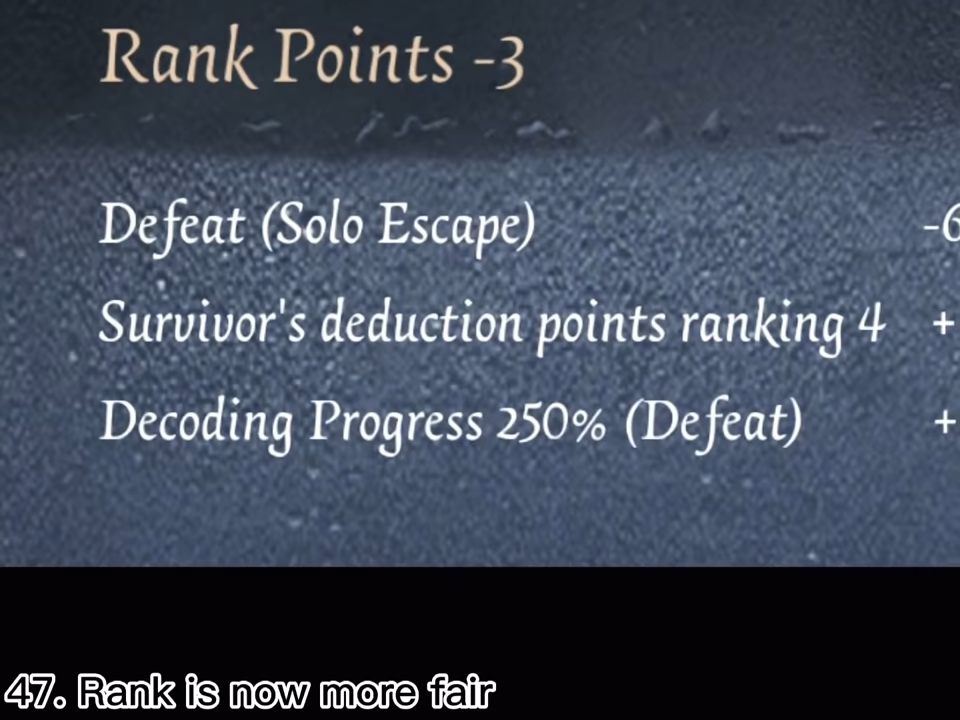 Rank Points -3
Defeat (Solo Escape) -6
Survivor's deduction points ranking 4 +
Decoding Progress 250% (Defeat) +
47. Rank is now more fair